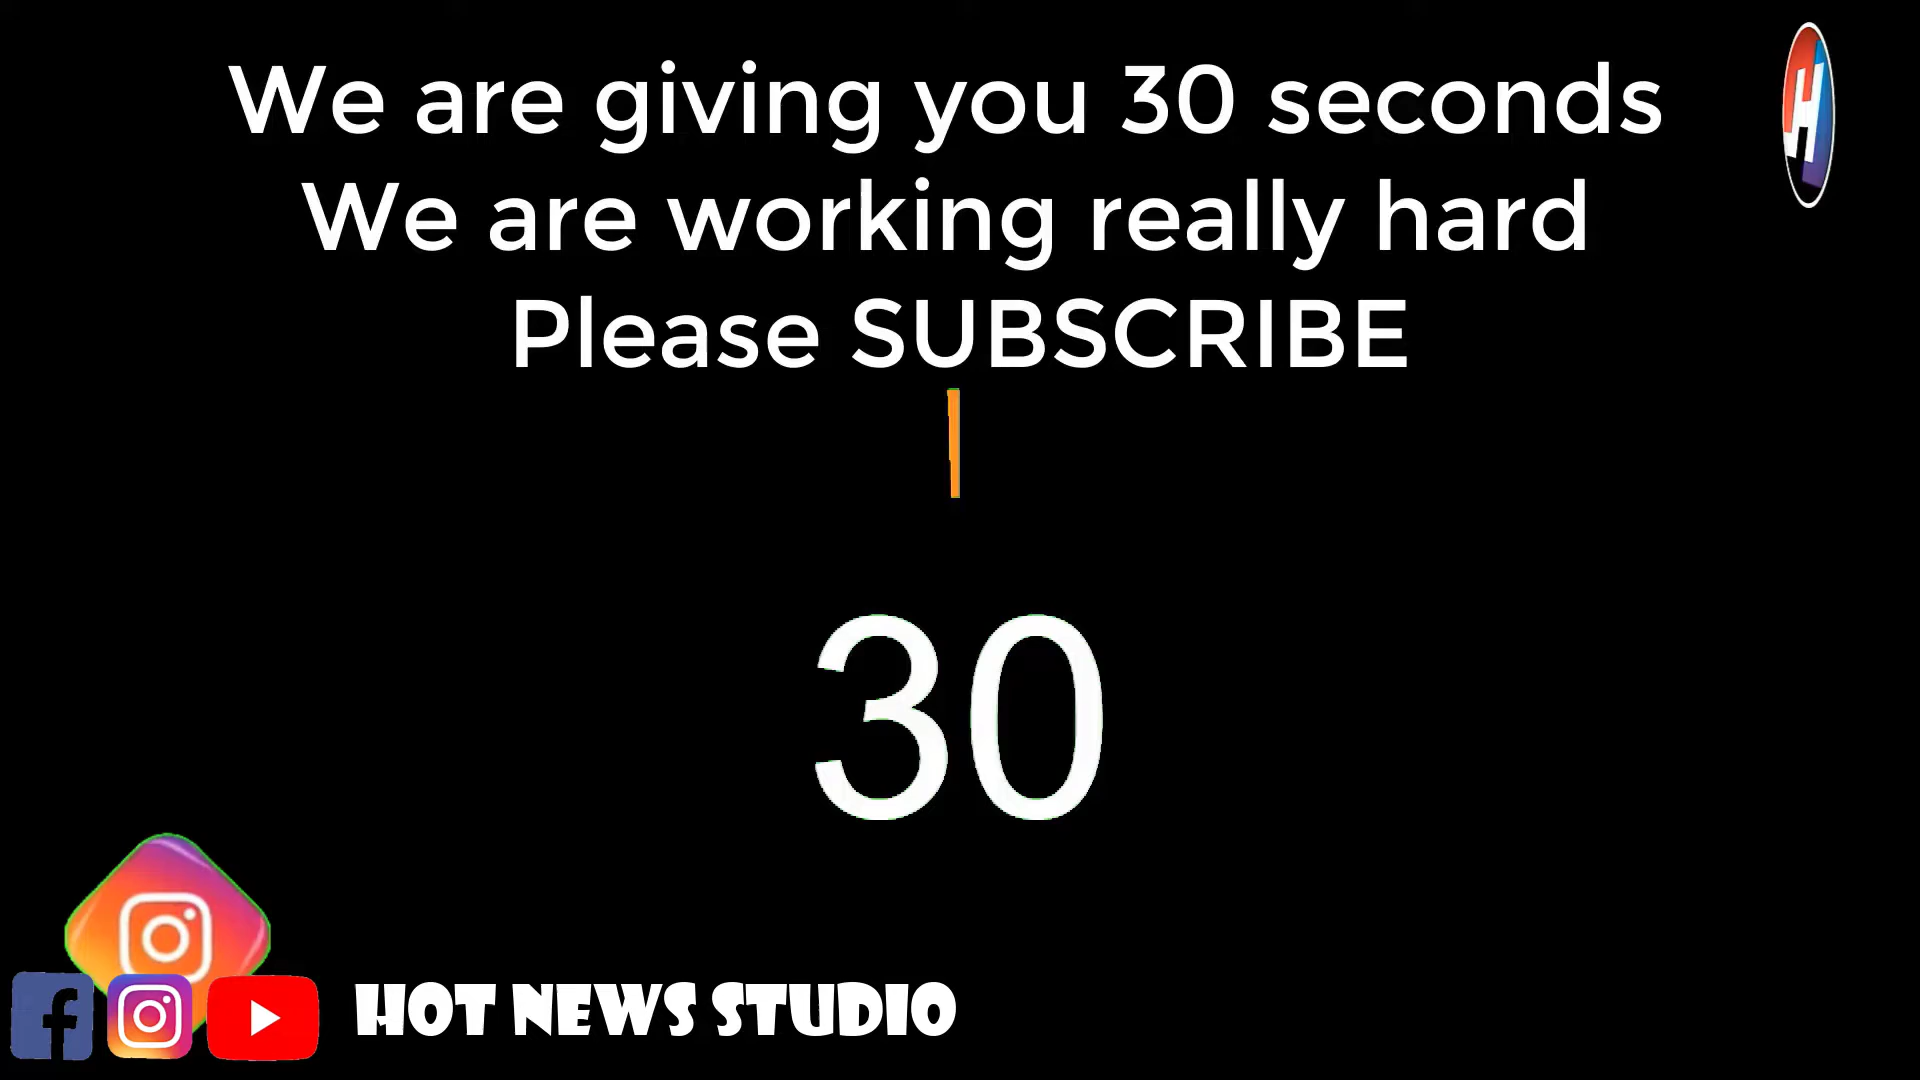 We are giving you 30 seconds
We are working really hard
Please SUBSCRIBE
30
HOT NEWS STUDIO